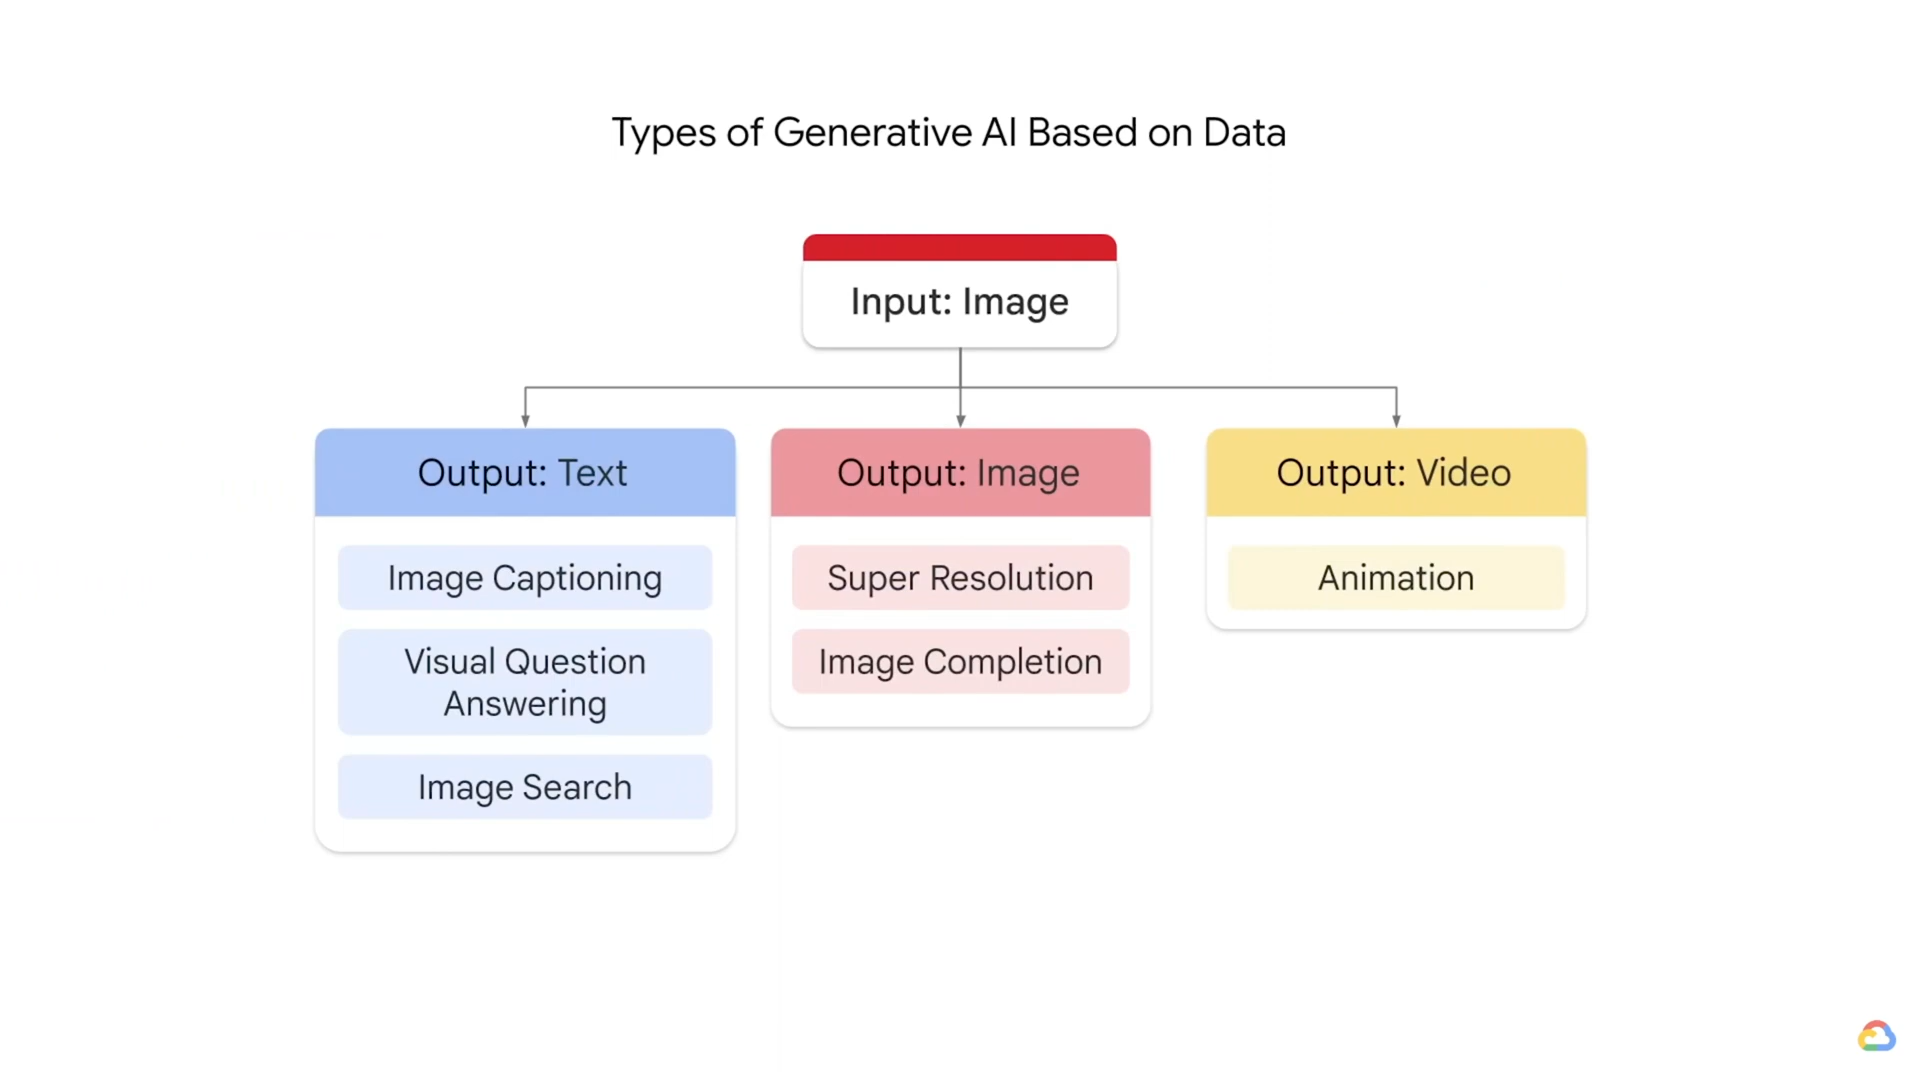 Types of Generative AI Based on Data
Input: Image
Output: Text
Image Captioning
Visual Question
Answering
Image Search
Output: Image
Super Resolution
Image Completion
Output: Video
Animation